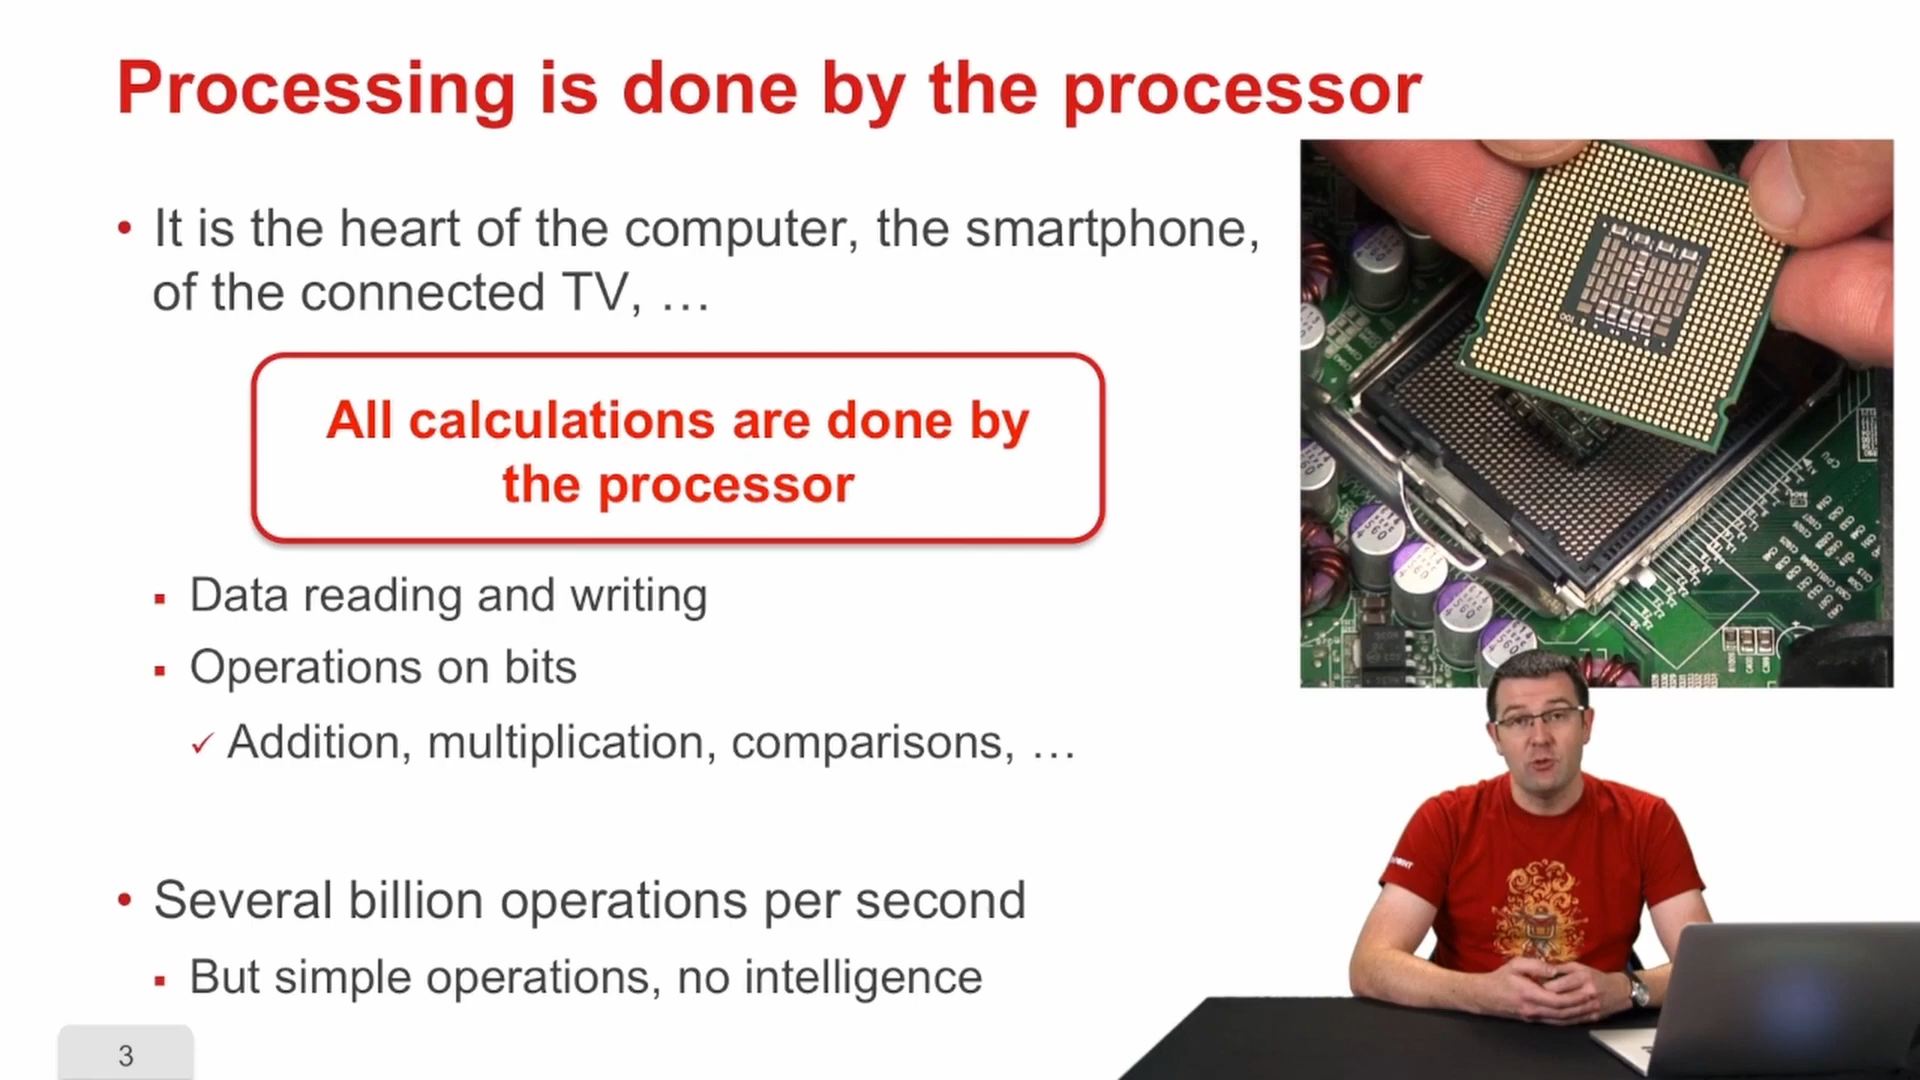 Processing is done by the processor
• It is the heart of the computer, the smartphone,
of the connected TV, …
All calculations are done by
the processor
▪ Data reading and writing
▪ Operations on bits
✓ Addition, multiplication, comparisons, …
• Several billion operations per second
▪ But simple operations, no intelligence
3